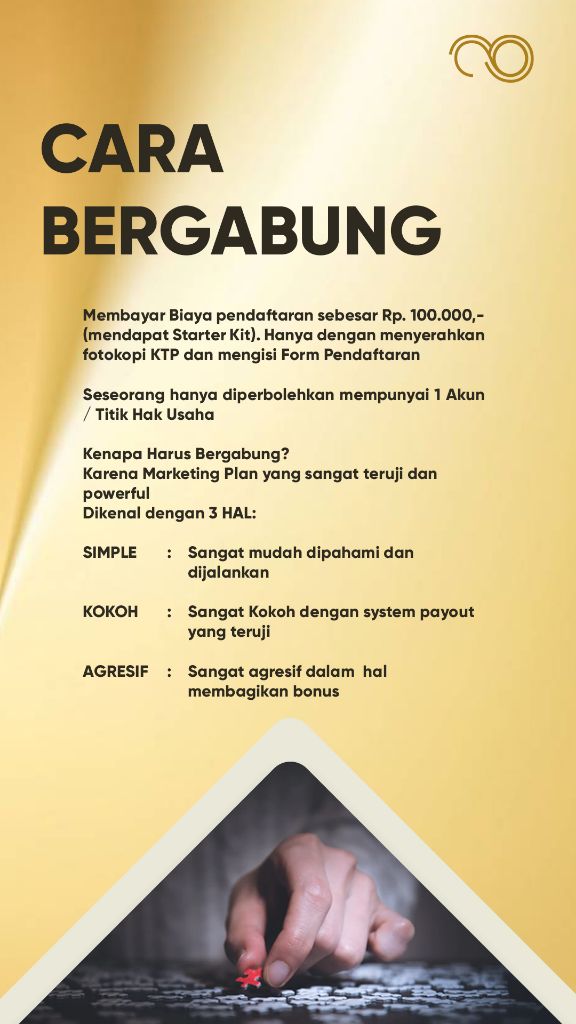 CARA
BERGABUNG
Membayar Biaya pendaftaran sebesar Rp. 100.000,-
(mendapat Starter Kit). Hanya dengan menyerahkan
fotokopi KTP dan mengisi Form Pendaftaran
Seseorang hanya diperbolehkan mempunyai 1 Akun
/ Titik Hak Usaha
Kenapa Harus Bergabung?
Karena Marketing Plan yang sangat teruji dan
powerful
Dikenal dengan 3 HAL:
SIMPLE : Sangat mudah dipahami dan
dijalankan
KOKOH : Sangat Kokoh dengan system payout
yang teruji
AGRESIF : Sangat agresif dalam hal
membagikan bonus